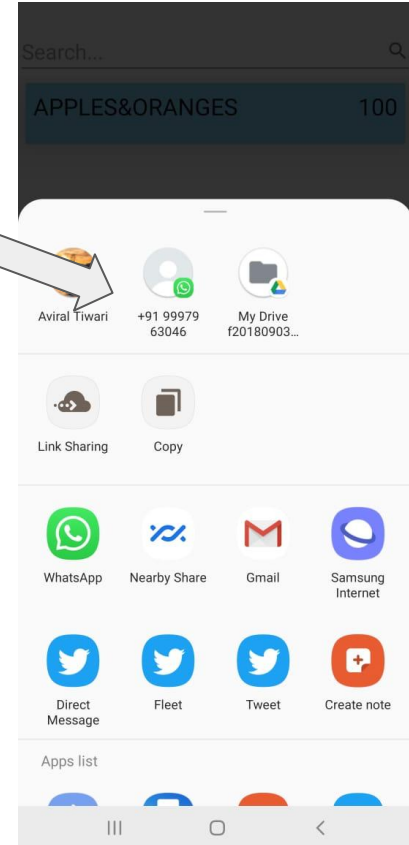 Search...
APPLES&ORANGES 100
Aviral Tiwari
+91 99979
63046
My Drive
f20180903...
Link Sharing
Copy
WhatsApp
Nearby Share
Gmail
Samsung
Internet
Direct
Message
Fleet
Tweet
Create note
Apps list